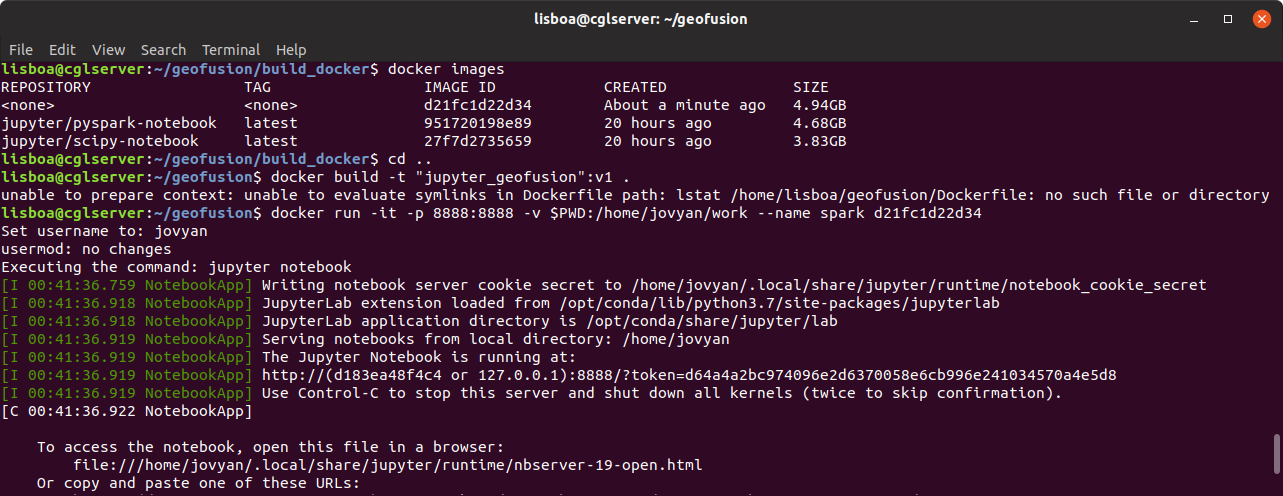 lisboa@cglserver: ~/geofusion
File Edit View Search Terminal Help
lisboa@cglserver:~/geofusion/build_docker$ docker images
REPOSITORY TAG IMAGE ID CREATED SIZE
<none> <none> d21fc1d22d34 About a minute ago 4.94GB
jupyter/pyspark-notebook latest 951720198e89 20 hours ago 4.68GB
jupyter/scipy-notebook latest 27f7d2735659 20 hours ago 3.83GB
lisboa@cglserver:~/geofusion/build_docker$ cd ..
lisboa@cglserver:~/geofusion$ docker build -t "jupyter_geofusion":v1 .
unable to prepare context: unable to evaluate symlinks in Dockerfile path: lstat /home/lisboa/geofusion/Dockerfile: no such file or directory
lisboa@cglserver:~/geofusion$ docker run -it -p 8888:8888 -v $PWD:/home/jovyan/work --name spark d21fc1d22d34
Set username to: jovyan
usermod: no changes
Executing the command: jupyter notebook
[I 00:41:36.759 NotebookApp] Writing notebook server cookie secret to /home/jovyan/.local/share/jupyter/runtime/notebook_cookie_secret
[I 00:41:36.918 NotebookApp] JupyterLab extension loaded from /opt/conda/lib/python3.7/site-packages/jupyterlab
[I 00:41:36.918 NotebookApp] JupyterLab application directory is /opt/conda/share/jupyter/lab
[I 00:41:36.919 NotebookApp] Serving notebooks from local directory: /home/jovyan
[I 00:41:36.919 NotebookApp] The Jupyter Notebook is running at:
[I 00:41:36.919 NotebookApp] http://(d183ea48f4c4 or 127.0.0.1):8888/?token=d64a4a2bc974096e2d6370058e6cb996e241034570a4e5d8
[I 00:41:36.919 NotebookApp] Use Control-C to stop this server and shut down all kernels (twice to skip confirmation).
[C 00:41:36.922 NotebookApp]
To access the notebook, open this file in a browser:
file:///home/jovyan/.local/share/jupyter/runtime/nbserver-19-open.html
Or copy and paste one of these URLs: